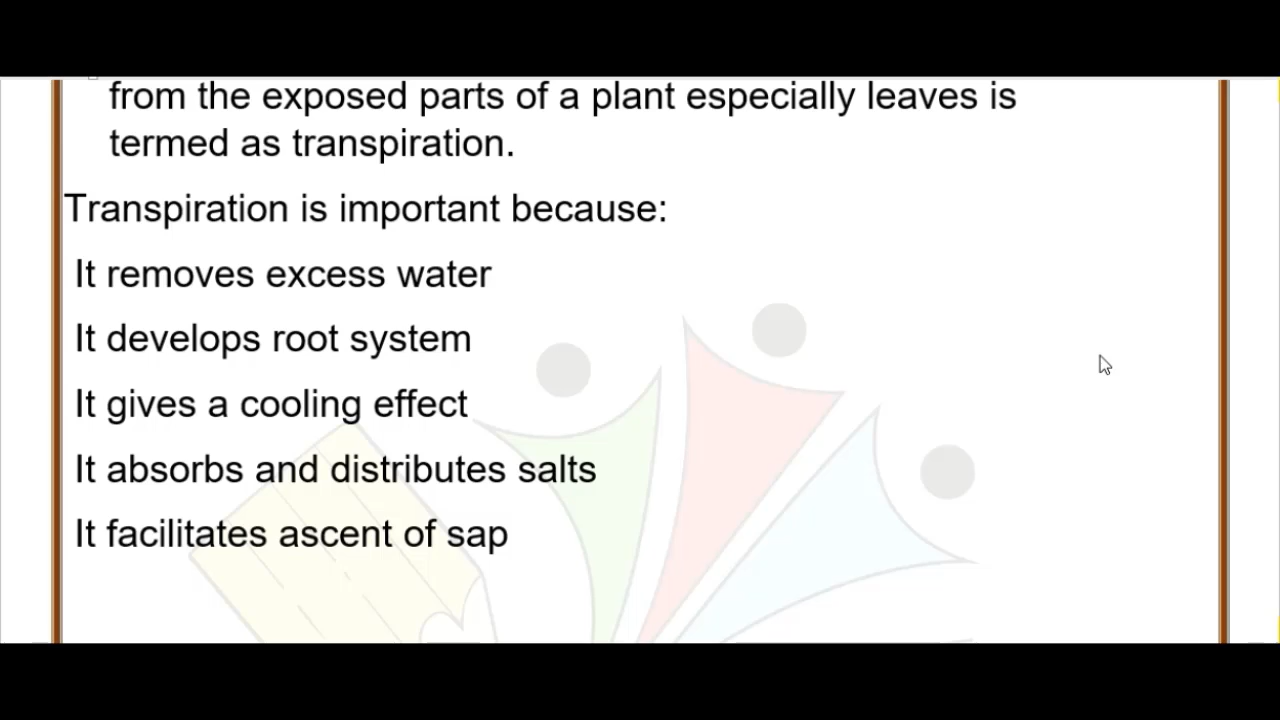 from the exposed parts of a plant especially leaves is
termed as transpiration.
Transpiration is important because:
It removes excess water
It develops root system
It gives a cooling effect
It absorbs and distributes salts
It facilitates ascent of sap